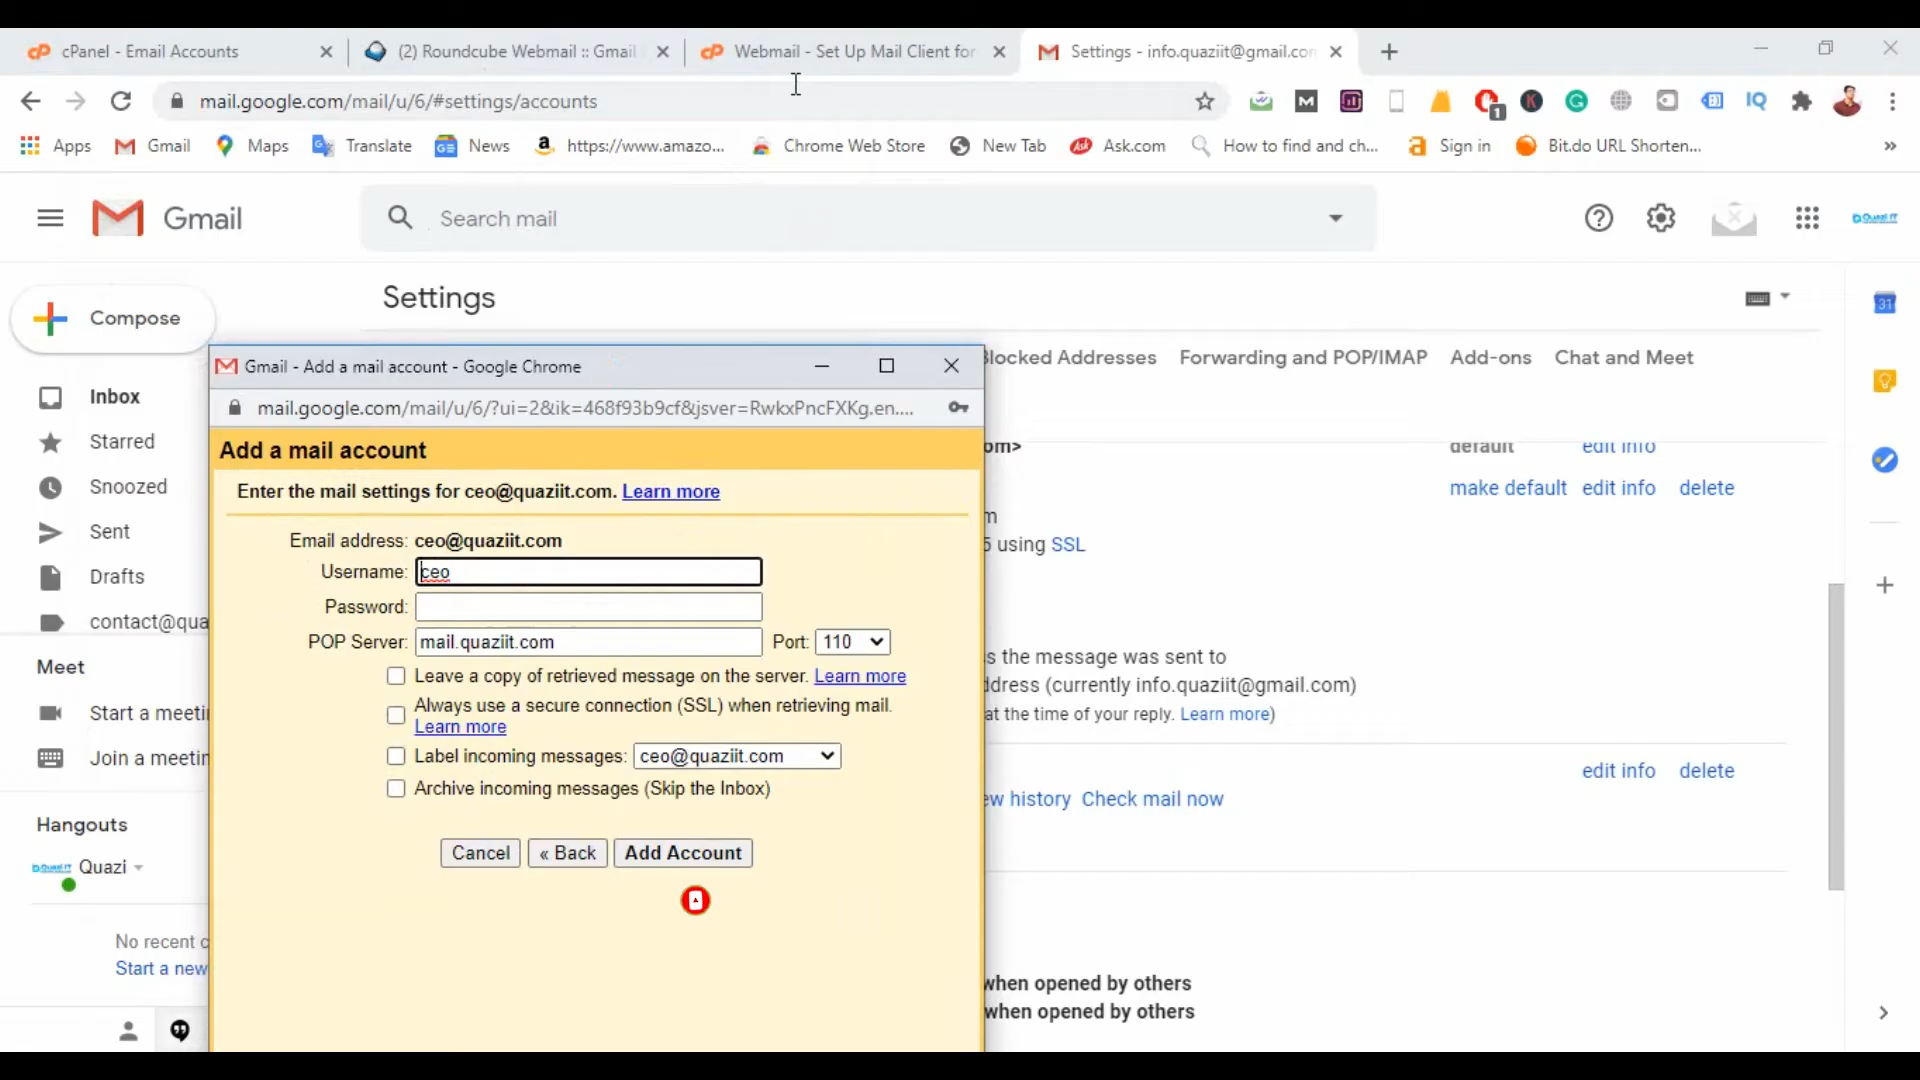 cPanel - Email Accounts
(2) Roundcube Webmail :: Gmail
Webmail - Set Up Mail Client for
Settings - info.quaziit@gmail.con
mail.google.com/mail/u/6/#settings/accounts
1
IQ
Apps
Gmail
Maps
Translate
News
https://www.amazo...
Chrome Web Store
New Tab
Ask.com
How to find and ch...
Sign in
Bit.do URL Shorten...
Gmail
Search mail
Compose
Settings
Blocked Addresses
Forwarding and POP/IMAP
Add-ons
Chat and Meet
Inbox
Starred
Snoozed
Sent
Drafts
contact@qua
Meet
Start a meeti
Join a meetin
Hangouts
Quazi
No recent c
Start a new
Gmail - Add a mail account - Google Chrome
mail.google.com/mail/u/6/?ui=2&ik=468f93b9cf&jsver=RwkxPncFXKg.en....
Add a mail account
Enter the mail settings for ceo@quaziit.com. Learn more
Email address: ceo@quaziit.com
Username: ceo
Password:
POP Server: mail.quaziit.com Port: 110
Leave a copy of retrieved message on the server. Learn more
Always use a secure connection (SSL) when retrieving mail.
Learn more
Label incoming messages: ceo@quaziit.com
Archive incoming messages (Skip the Inbox)
Cancel
« Back
Add Account
om>
default
edit info
make default
edit info
delete
m
5 using SSL
s the message was sent to
ddress (currently info.quaziit@gmail.com)
at the time of your reply. Learn more)
edit info
delete
ew history Check mail now
when opened by others
when opened by others
31